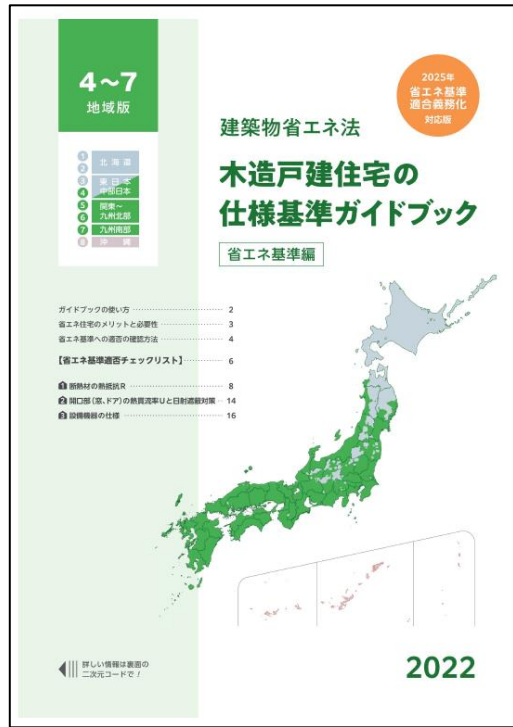 4〜7
地域版
2025年
省エネ基準
適合義務化
対応版
建築物省エネ法
木造戸建住宅の
仕様基準ガイドブック
省エネ基準編
1
2
北海道
3
東日本
4
中部日本
5
関東〜
6
九州北部
7
九州南部
8
沖縄
ガイドブックの使い方 2
省エネ住宅のメリットと必要性 3
省エネ基準への適否の確認方法 4
【省エネ基準適否チェックリスト】 6
1 断熱材の熱抵抗R 8
2 開口部(窓、ドア)の熱貫流率Uと日射遮蔽対策 14
3 設備機器の仕様 16
詳しい情報は裏面の
二次元コードで!
2022